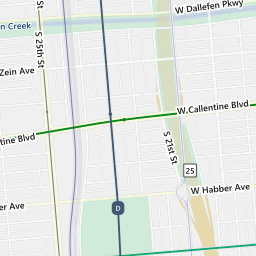 W Dallefen Pkwy
n Creek
S 25th St
Zein Ave
W.Callentine Blvd
tine Blvd
S 21st St
25
W Habber Ave
er Ave
D